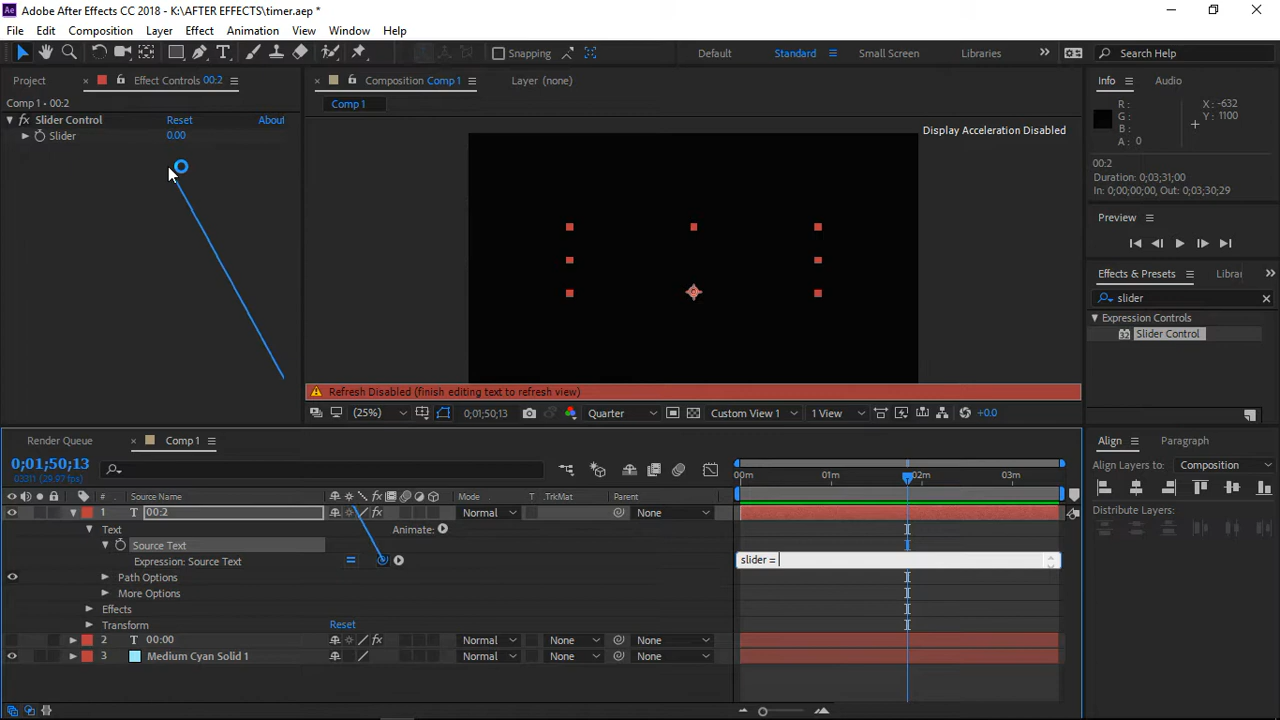 Adobe After Effects CC 2018 - K:\AFTER EFFECTS\timer.aep *
File Edit Composition Layer Effect Animation View Window Help
Snapping Default Standard Small Screen Libraries Search Help
Project Effect Controls 00:2 Composition Comp 1 Layer (none) Info Audio
Comp 1 • 00:2 Comp 1
fx Slider Control Reset About
Slider 0.00
R :
G :
B :
A : 0
X : -632
Y : 1100
Display Acceleration Disabled
00:2
Duration: 0;03;31;00
In: 0;00;00;00, Out: 0;03;30;29
Preview
Effects & Presets Librar
slider
Expression Controls
Slider Control
Refresh Disabled (finish editing text to refresh view)
(25%) 0;01;50;13 Quarter Custom View 1 1 View +0.0
Render Queue Comp 1 Align Paragraph
0;01;50;13
03311 (29.97 fps)
Align Layers to: Composition
Distribute Layers:
:00m 01m 02m 03m
# Source Name fx Mode T .TrkMat Parent
1 T 00:2 fx Normal None
Text Animate:
Source Text
Expression: Source Text slider =
Path Options
More Options
Effects
Transform Reset
2 T 00:00 fx Normal None None
3 Medium Cyan Solid 1 Normal None None